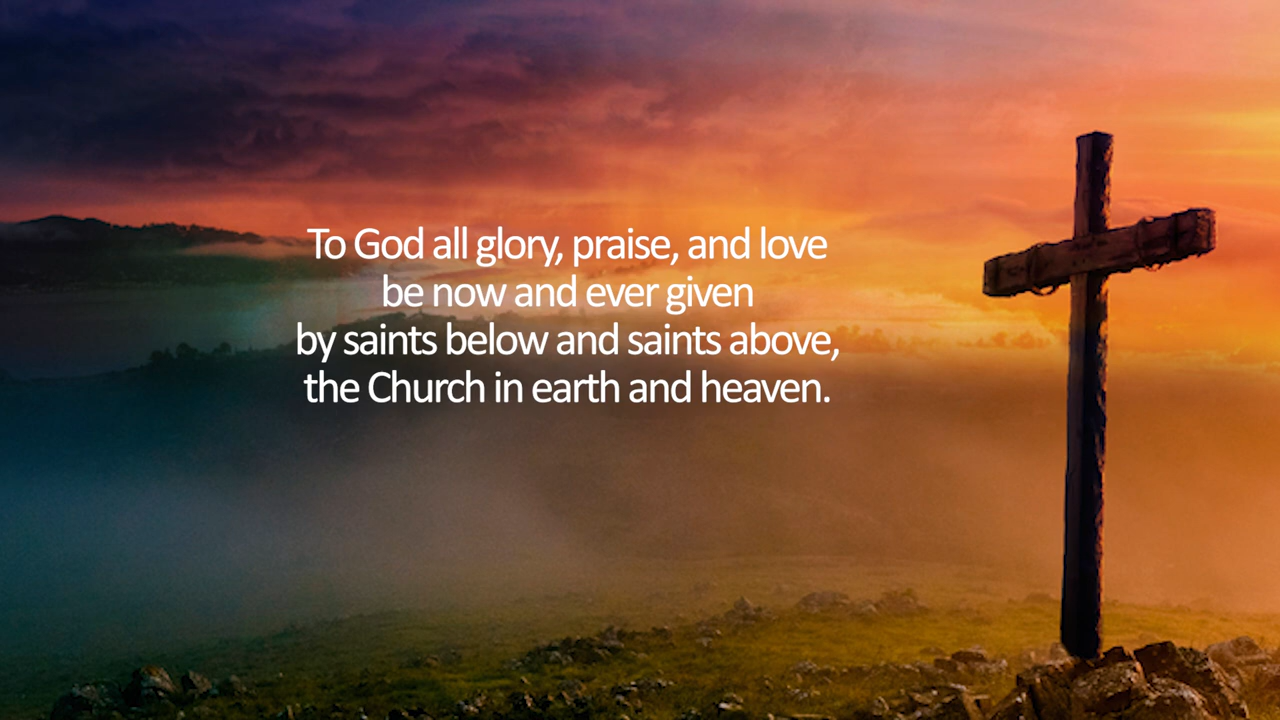 To God all glory, praise, and love
be now and ever given
by saints below and saints above,
the Church in earth and heaven.